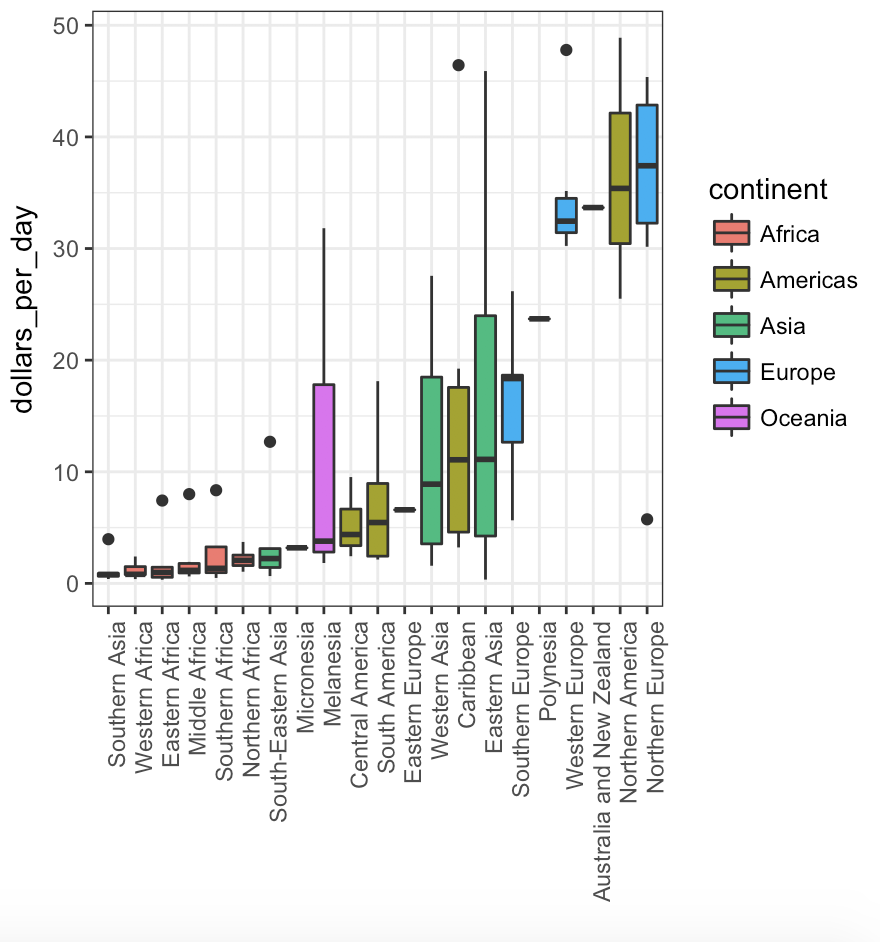 50
40
30
20
10
0
dollars_per_day
Southern Asia
Western Africa
Eastern Africa
Middle Africa
Southern Africa
Northern Africa
South-Eastern Asia
Micronesia
Melanesia
Central America
South America
Eastern Europe
Western Asia
Caribbean
Eastern Asia
Southern Europe
Polynesia
Western Europe
Australia and New Zealand
Northern America
Northern Europe
continent
Africa
Americas
Asia
Europe
Oceania